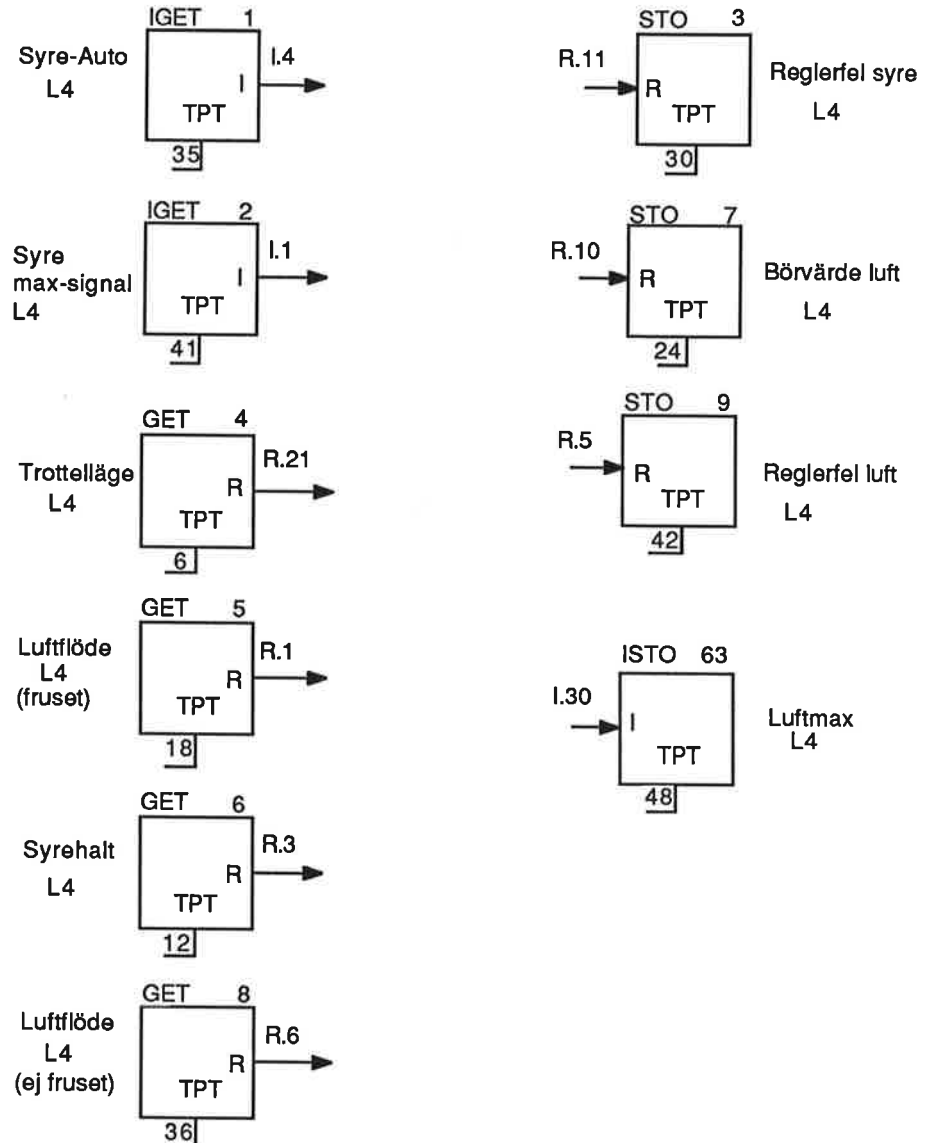 IGET 1
Syre-Auto
L4
I.4
I
TPT
35
IGET 2
Syre
max-signal
L4
I.1
I
TPT
41
GET 4
Trottelläge
L4
R.21
R
TPT
6
GET 5
Luftflöde
L4
(fruset)
R.1
R
TPT
18
GET 6
Syrehalt
L4
R.3
R
TPT
12
GET 8
Luftflöde
L4
(ej fruset)
R.6
R
TPT
36
STO 3
R.11
R
TPT
30
Reglerfel syre
L4
STO 7
R.10
R
TPT
24
Börvärde luft
L4
STO 9
R.5
R
TPT
42
Reglerfel luft
L4
ISTO 63
I.30
I
TPT
48
Luftmax
L4